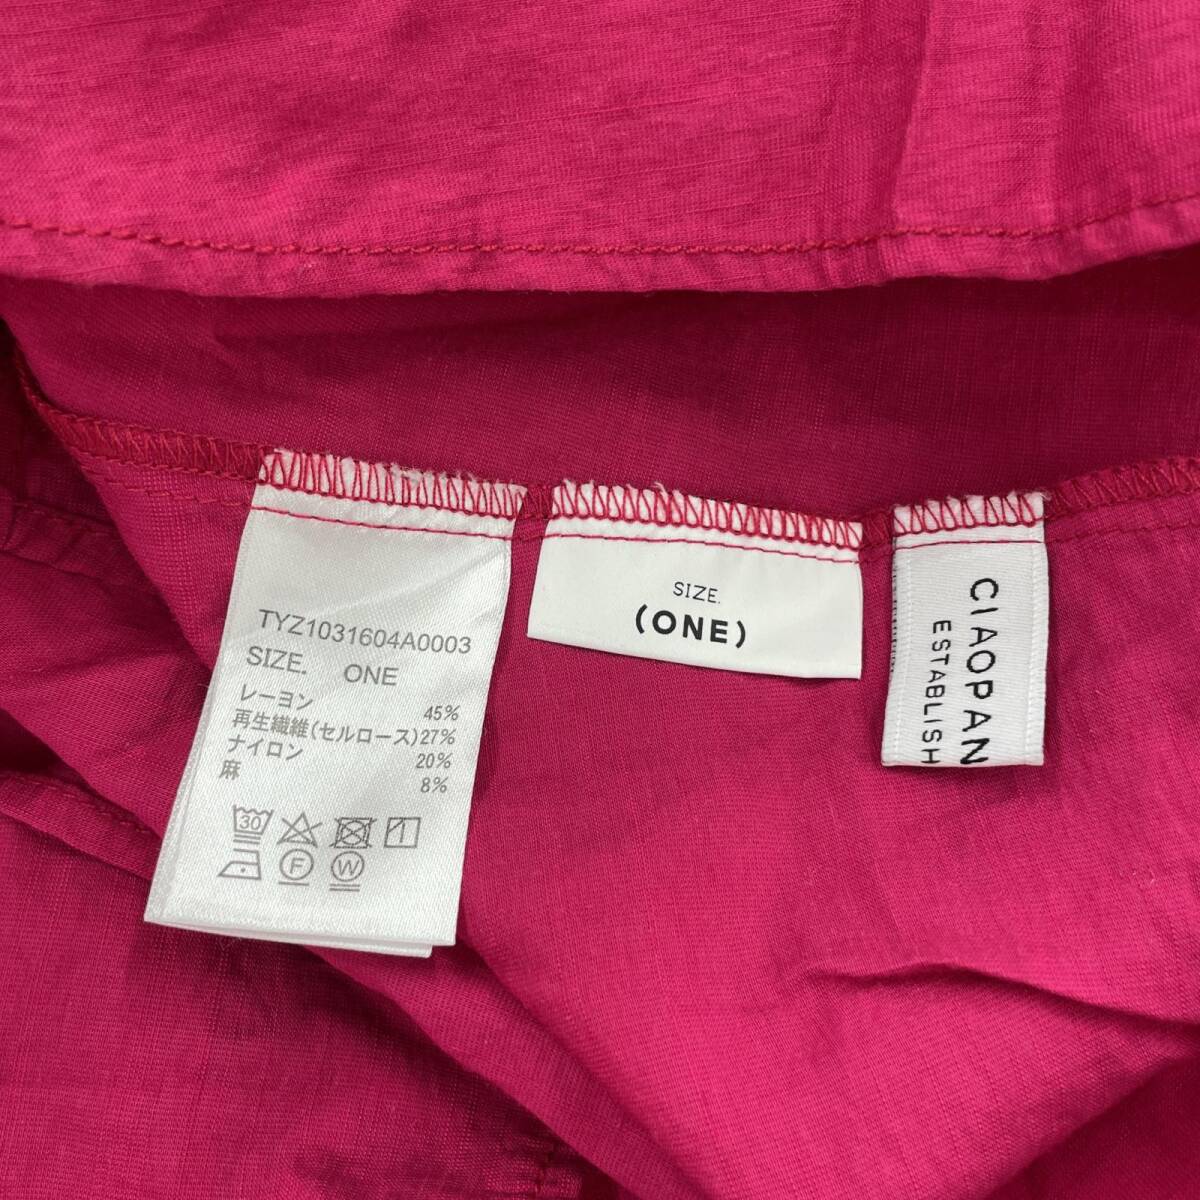 TYZ1031604A0003
SIZE. ONE
レーヨン 45%
再生繊維(セルロース)27%
ナイロン 20%
麻 8%
30
F W
SIZE.
(ONE)
CIAOPAN
ESTABLISH